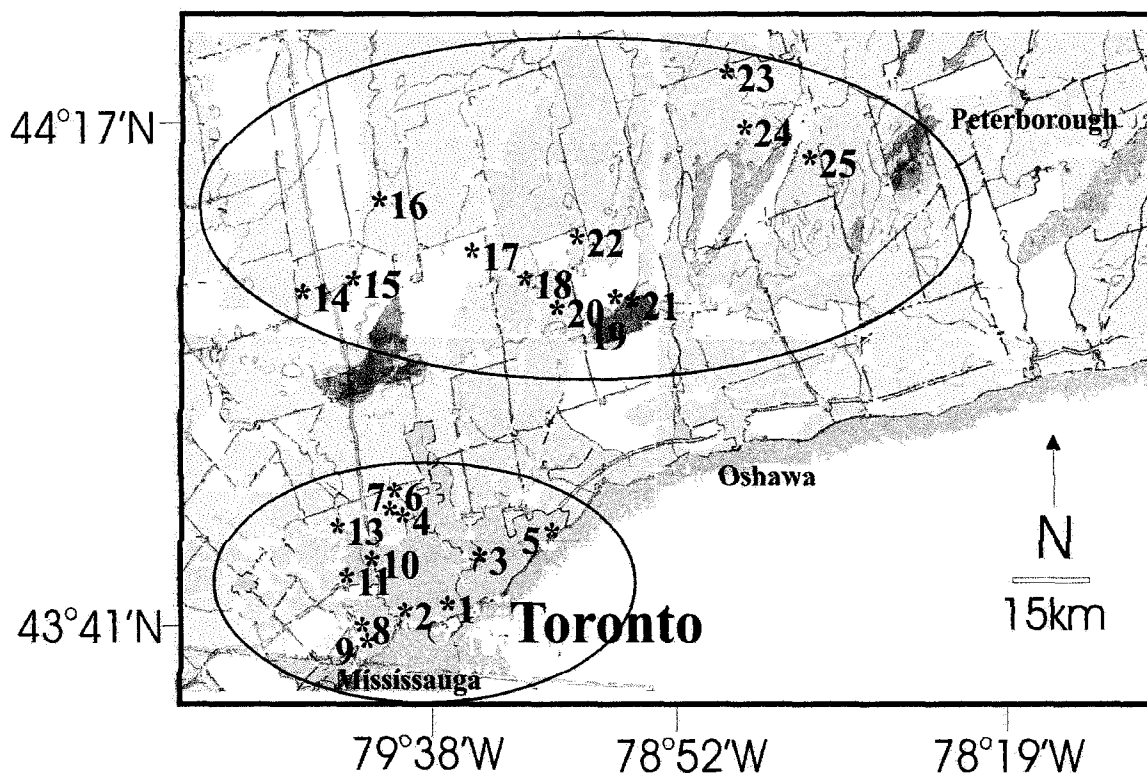 *23
44°17'N
Peterborough
*24
*25
*16
*22
*17
*15
*18
*14
*
*21
*20
19
Oshawa
*6
7*
*4
*13
5*
N
*3
*10
*11
15km
*1
*2
43°41'N
Toronto
*8
9*
Mississauga
79°38'W
78°52'W
78°19'W